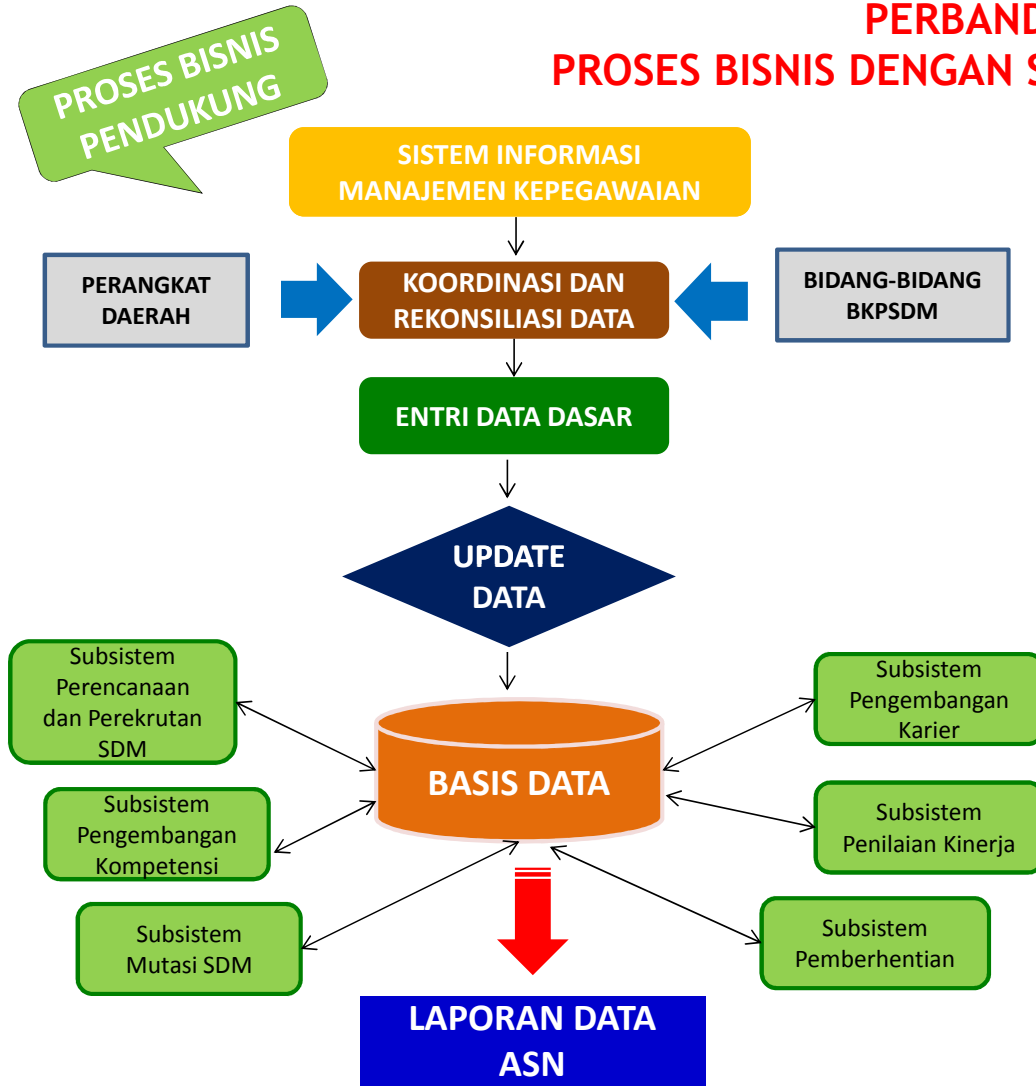 PERBAND
PROSES BISNIS DENGAN S
PROSES BISNIS
PENDUKUNG
SISTEM INFORMASI
MANAJEMEN KEPEGAWAIAN
PERANGKAT
DAERAH
KOORDINASI DAN
REKONSILIASI DATA
BIDANG-BIDANG
BKPSDM
ENTRI DATA DASAR
UPDATE
DATA
Subsistem
Perencanaan
dan Perekrutan
SDM
Subsistem
Pengembangan
Karier
BASIS DATA
Subsistem
Pengembangan
Kompetensi
Subsistem
Penilaian Kinerja
Subsistem
Mutasi SDM
Subsistem
Pemberhentian
LAPORAN DATA
ASN